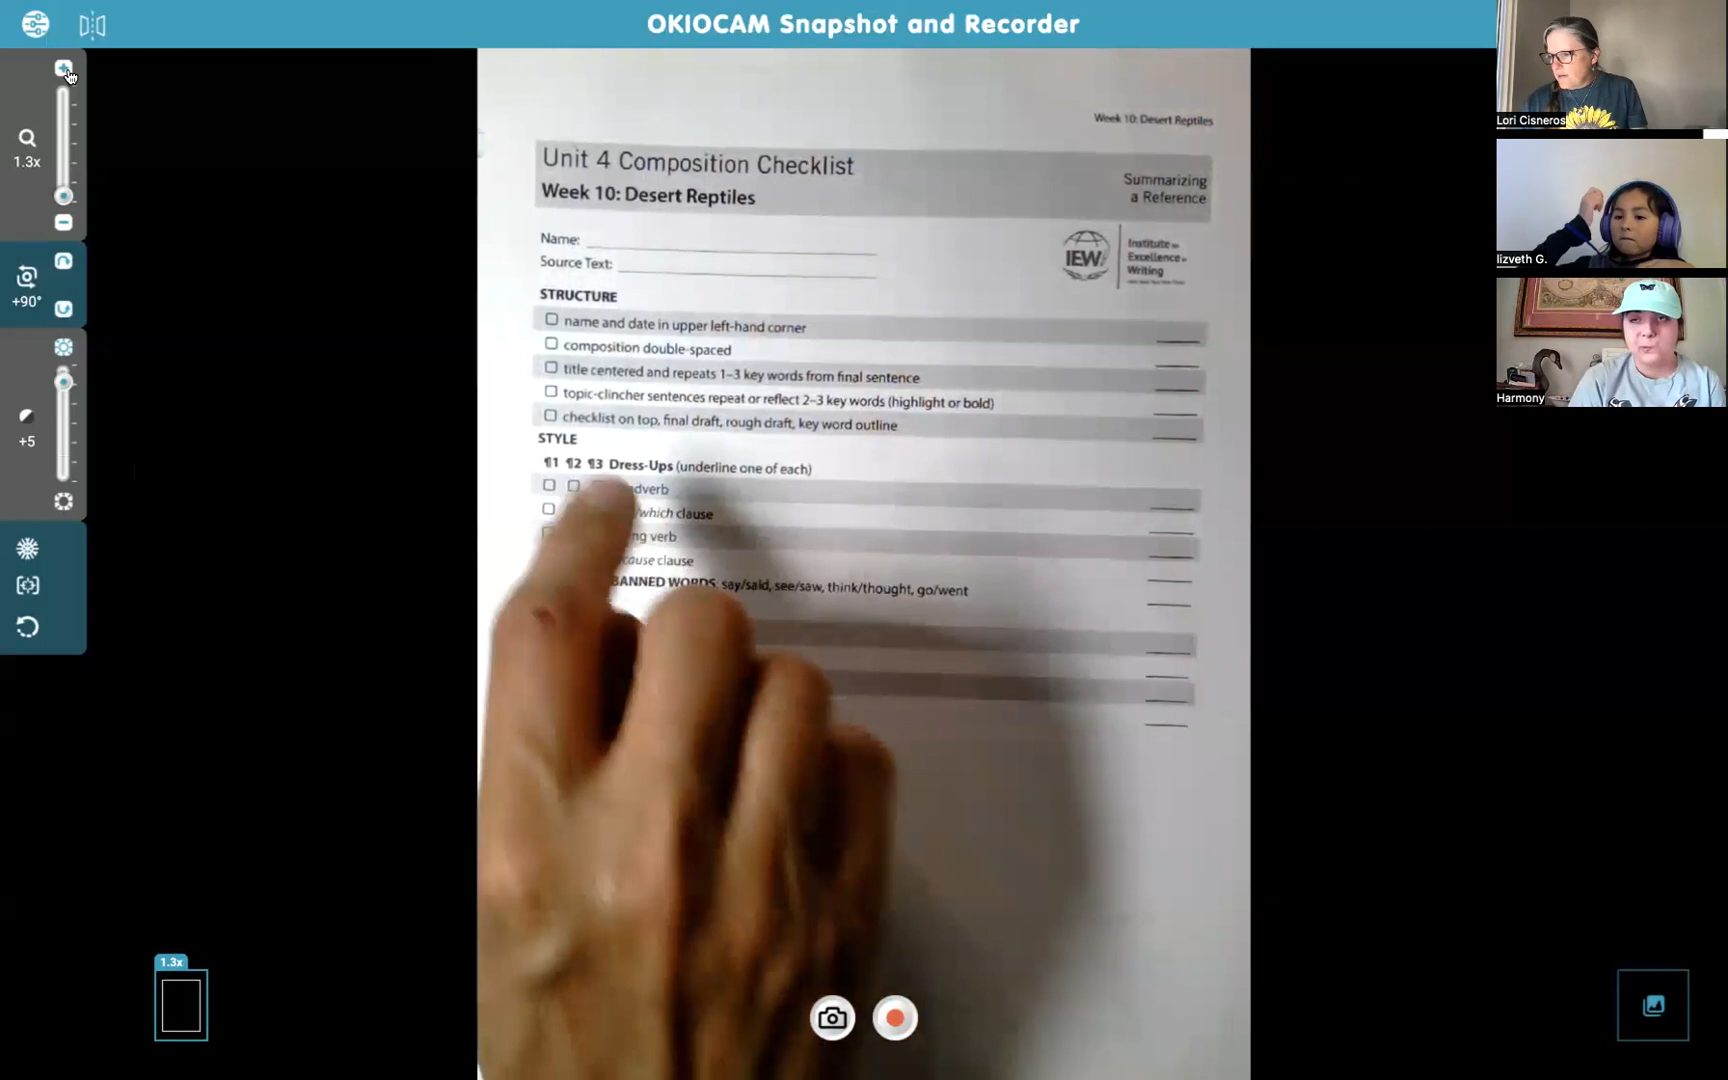 OKIOCAM Snapshot and Recorder
1.3x
+90°
+5
1.3x
Lori Cisneros
lizveth G.
Harmony
Week 10: Desert Reptiles
Unit 4 Composition Checklist
Week 10: Desert Reptiles
Summarizing
a Reference
Name:
Source Text:
IEW
Institute for
Excellence in
Writing
STRUCTURE
name and date in upper left-hand corner
composition double-spaced
title centered and repeats 1–3 key words from final sentence
topic-clincher sentences repeat or reflect 2–3 key words (highlight or bold)
checklist on top, final draft, rough draft, key word outline
STYLE
¶1 ¶2 ¶3 Dress-Ups (underline one of each)
adverb
/which clause
ng verb
cause clause
BANNED WORDS: say/said, see/saw, think/thought, go/went